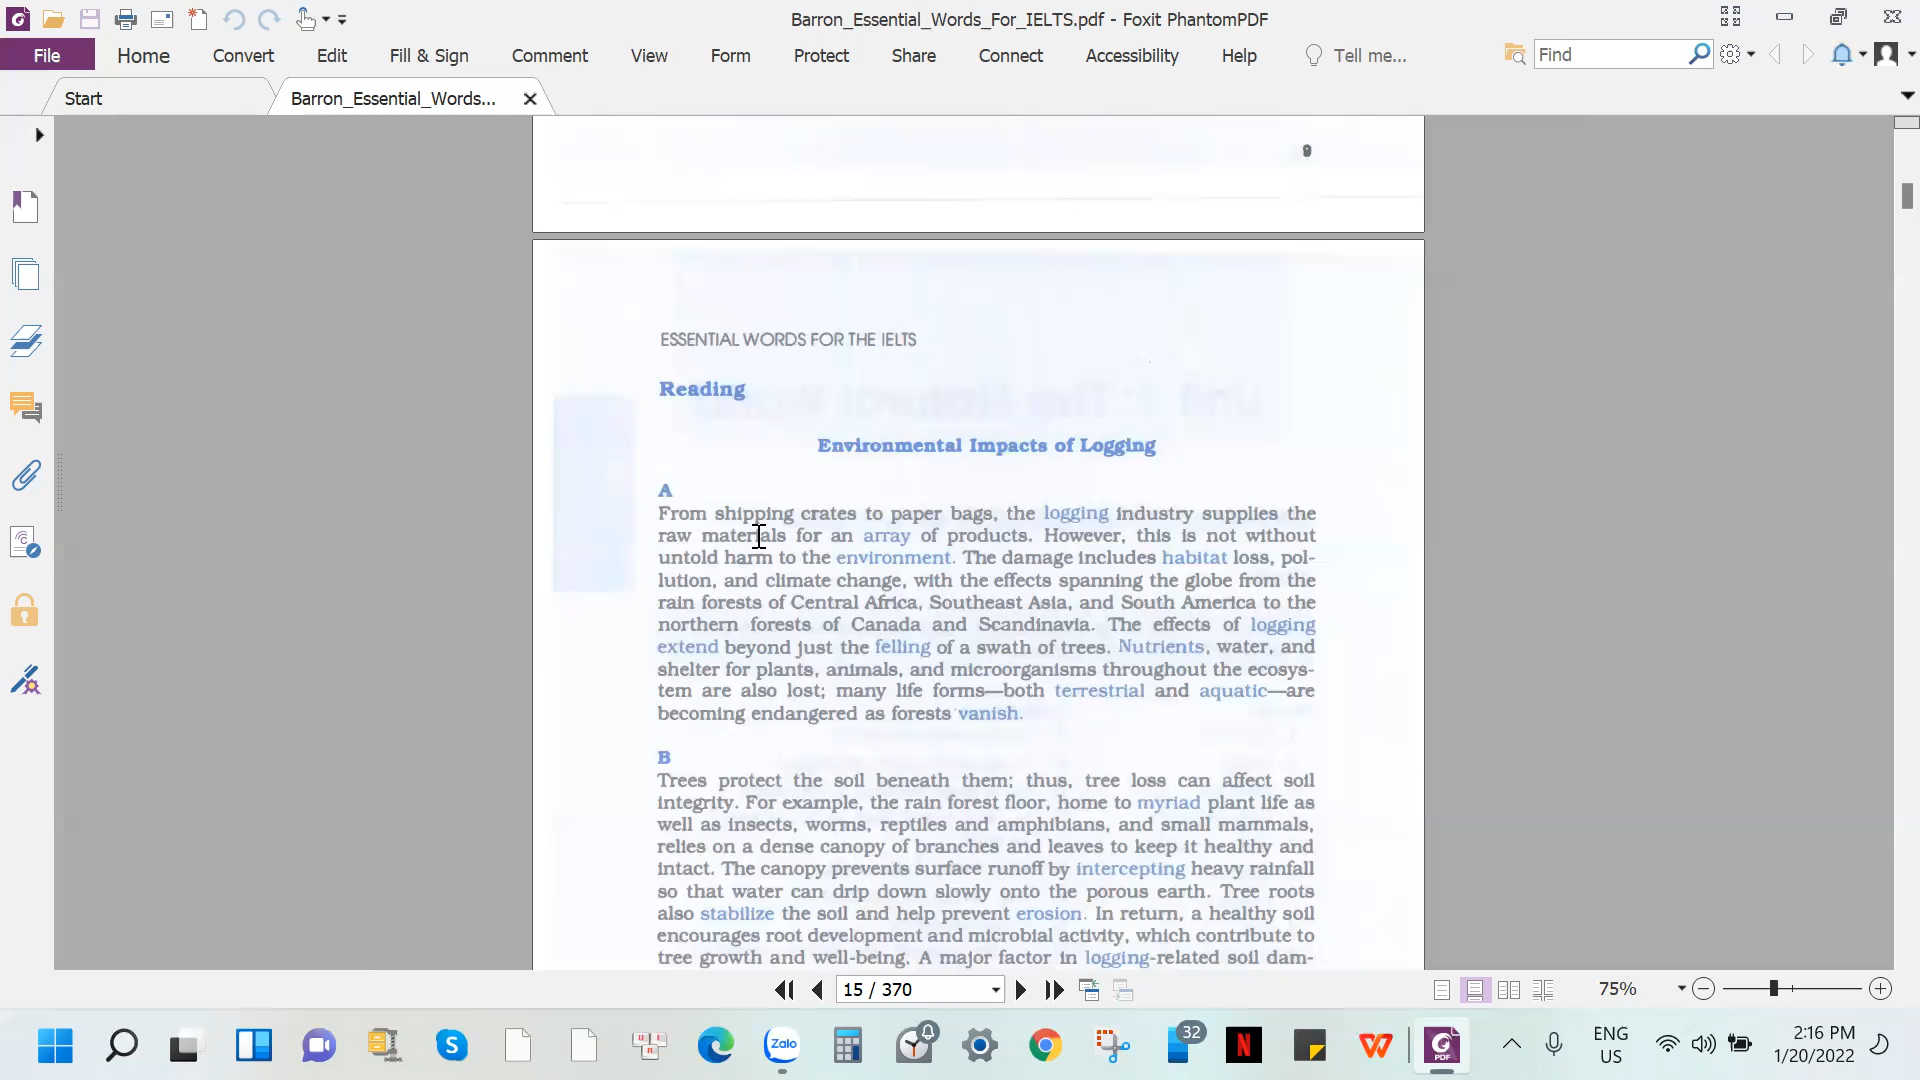 Barron_Essential_Words_For_IELTS.pdf - Foxit PhantomPDF
File Home Convert Edit Fill & Sign Comment View Form Protect Share Connect Accessibility Help Tell me... Find
Start Barron_Essential_Words...
9
ESSENTIAL WORDS FOR THE IELTS
Reading
Environmental Impacts of Logging
A
From shipping crates to paper bags, the logging industry supplies the
raw materials for an array of products. However, this is not without
untold harm to the environment. The damage includes habitat loss, pol-
lution, and climate change, with the effects spanning the globe from the
rain forests of Central Africa, Southeast Asia, and South America to the
northern forests of Canada and Scandinavia. The effects of logging
extend beyond just the felling of a swath of trees. Nutrients, water, and
shelter for plants, animals, and microorganisms throughout the ecosys-
tem are also lost; many life forms—both terrestrial and aquatic—are
becoming endangered as forests vanish.
B
Trees protect the soil beneath them; thus, tree loss can affect soil
integrity. For example, the rain forest floor, home to myriad plant life as
well as insects, worms, reptiles and amphibians, and small mammals,
relies on a dense canopy of branches and leaves to keep it healthy and
intact. The canopy prevents surface runoff by intercepting heavy rainfall
so that water can drip down slowly onto the porous earth. Tree roots
also stabilize the soil and help prevent erosion. In return, a healthy soil
encourages root development and microbial activity, which contribute to
tree growth and well-being. A major factor in logging-related soil dam-
15 / 370
75%
Zalo
32
N
PDF
ENG
US
2:16 PM
1/20/2022